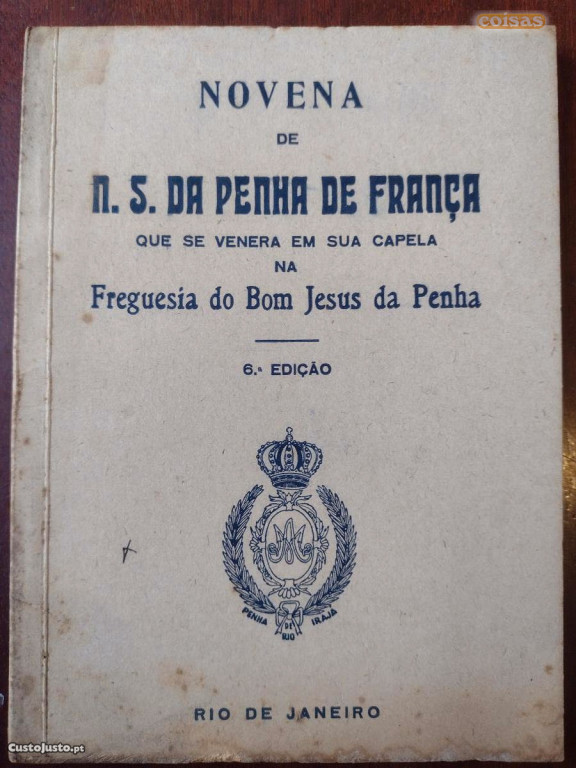 coisas
NOVENA
DE
N. S. DA PENHA DE FRANÇA
QUE SE VENERA EM SUA CAPELA
NA
Freguesia do Bom Jesus da Penha
6.ª EDIÇÃO
PENHA DE IRAJÁ
RIO
RIO DE JANEIRO
CustoJusto.pt